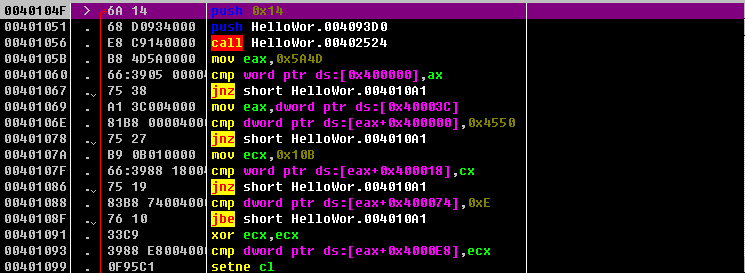 0040104F > 6A 14 push 0x14
00401051 . 68 D0934000 push HelloWor.004093D0
00401056 . E8 C9140000 call HelloWor.00402524
0040105B . B8 4D5A0000 mov eax,0x5A4D
00401060 . 66:3905 00004 cmp word ptr ds:[0x400000],ax
00401067 . 75 38 jnz short HelloWor.004010A1
00401069 . A1 3C004000 mov eax,dword ptr ds:[0x40003C]
0040106E . 81B8 00004000 cmp dword ptr ds:[eax+0x400000],0x4550
00401078 . 75 27 jnz short HelloWor.004010A1
0040107A . B9 0B010000 mov ecx,0x10B
0040107F . 66:3988 18004 cmp word ptr ds:[eax+0x400018],cx
00401086 . 75 19 jnz short HelloWor.004010A1
00401088 . 83B8 74004000 cmp dword ptr ds:[eax+0x400074],0xE
0040108F . 76 10 jbe short HelloWor.004010A1
00401091 . 33C9 xor ecx,ecx
00401093 . 3988 E8004000 cmp dword ptr ds:[eax+0x4000E8],ecx
00401099 . 0F95C1 setne cl